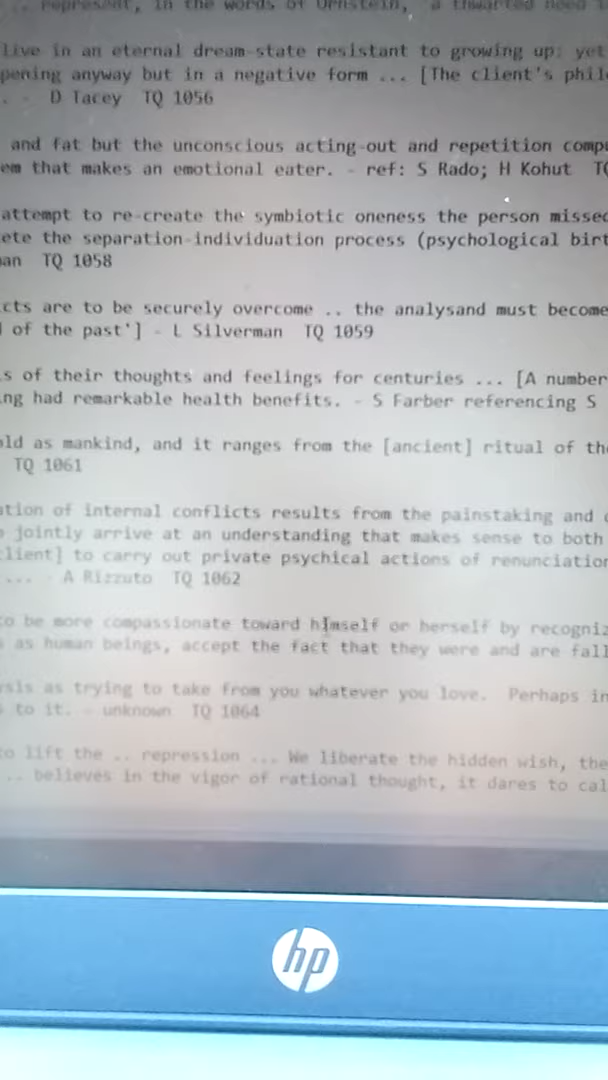 represent, in the words of Ornstein, 'a thwarted need
live in an eternal dream-state resistant to growing up; yet
pening anyway but in a negative form ... [The client's phil
. - D Tacey TQ 1056
and fat but the unconscious acting-out and repetition comp
em that makes an emotional eater. - ref: S Rado; H Kohut T
attempt to re-create the symbiotic oneness the person missed
ete the separation-individuation process (psychological birt
an TQ 1058
cts are to be securely overcome .. the analysand must become
of the past'] - L Silverman TQ 1059
s of their thoughts and feelings for centuries ... [A number
ng had remarkable health benefits. - S Farber referencing S
old as mankind, and it ranges from the [ancient] ritual of th
TQ 1061
ation of internal conflicts results from the painstaking and
jointly arrive at an understanding that makes sense to both
client] to carry out private psychical actions of renunciation
... - A Rizzuto TQ 1062
to be more compassionate toward himself or herself by recogniz
as human beings, accept the fact that they were and are fall
sis as trying to take from you whatever you love. Perhaps in
s to it. - unknown TQ 1064
to lift the .. repression ... We liberate the hidden wish, the
.. believes in the vigor of rational thought, it dares to cal
hp